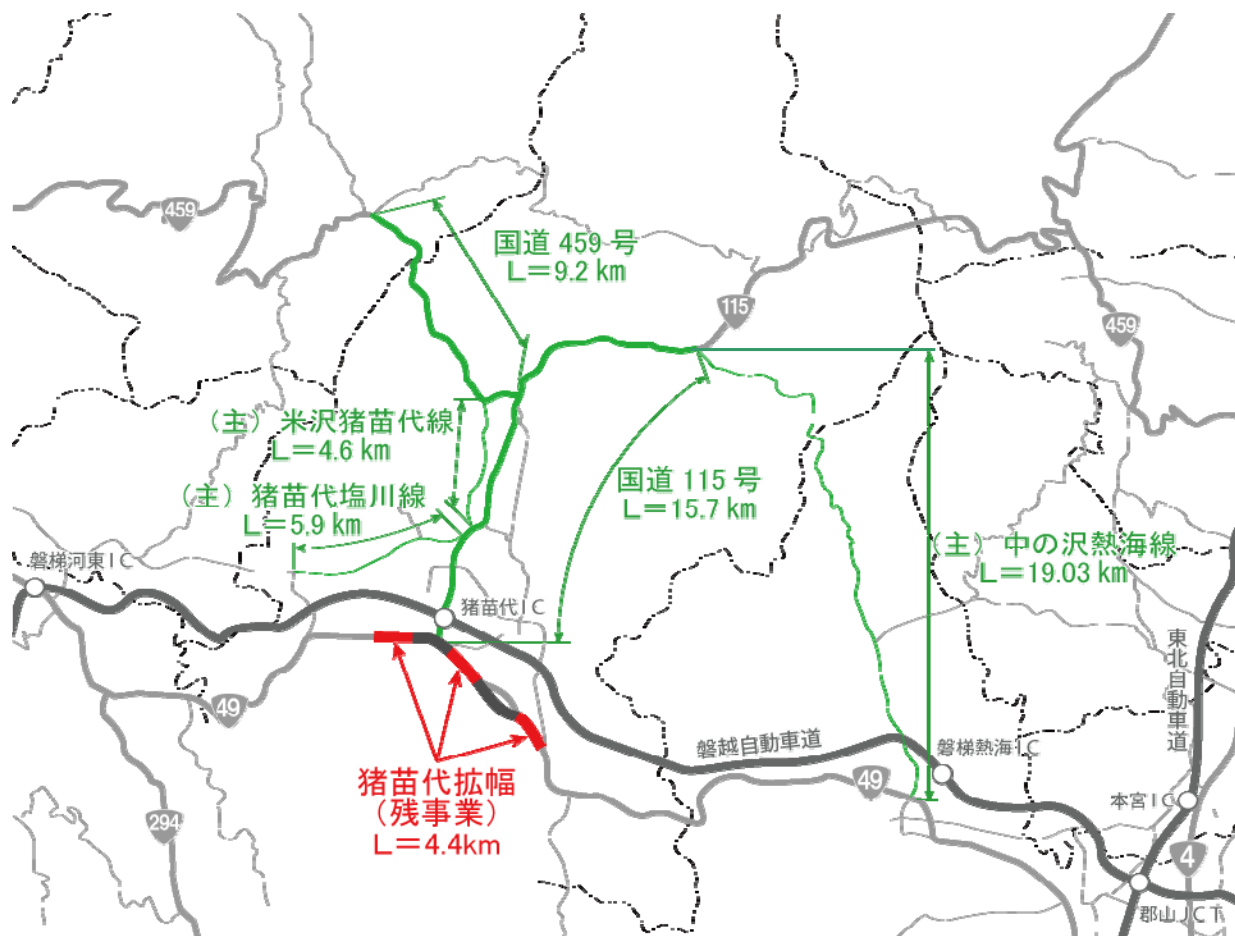 459
国道 459 号
L=9.2 km
115
459
(主) 米沢猪苗代線
L=4.6 km
国道 115 号
L=15.7 km
(主) 猪苗代塩川線
L=5.9 km
(主) 中の沢熱海線
L=19.03 km
磐梯河東IC
猪苗代IC
東北自動車道
49
磐越自動車道
磐梯熱海IC
49
猪苗代拡幅
(残事業)
L=4.4km
本宮IC
294
4
郡山JCT